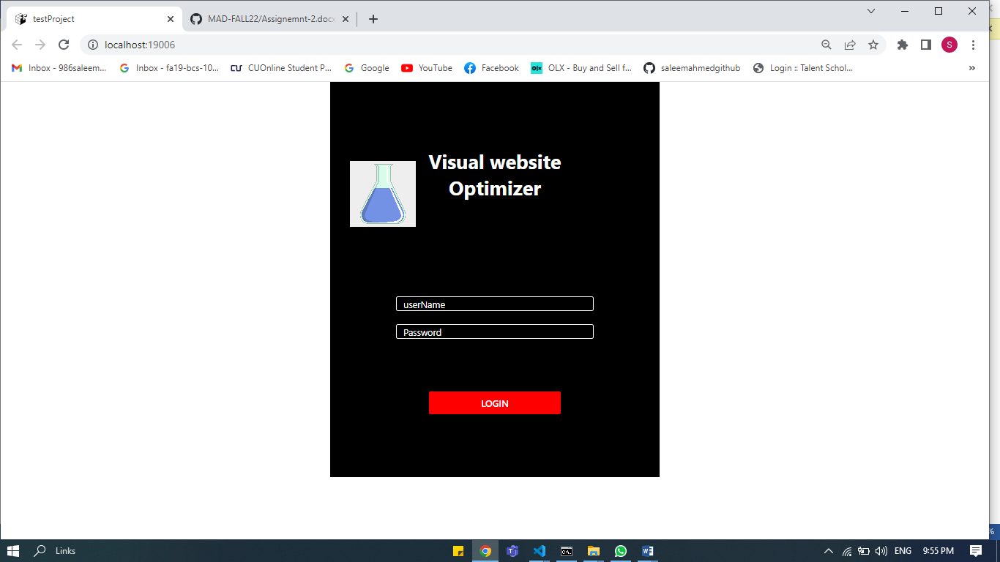 testProject
MAD-FALL22/Assignemnt-2.docx
localhost:19006
S
Inbox - 986saleem...
Inbox - fa19-bcs-10...
CUOnline Student P...
Google
YouTube
Facebook
OLX - Buy and Sell f...
saleemahmedgithub
Login :: Talent Schol...
»
Visual website
Optimizer
userName
Password
LOGIN
%
Links
ENG
9:55 PM